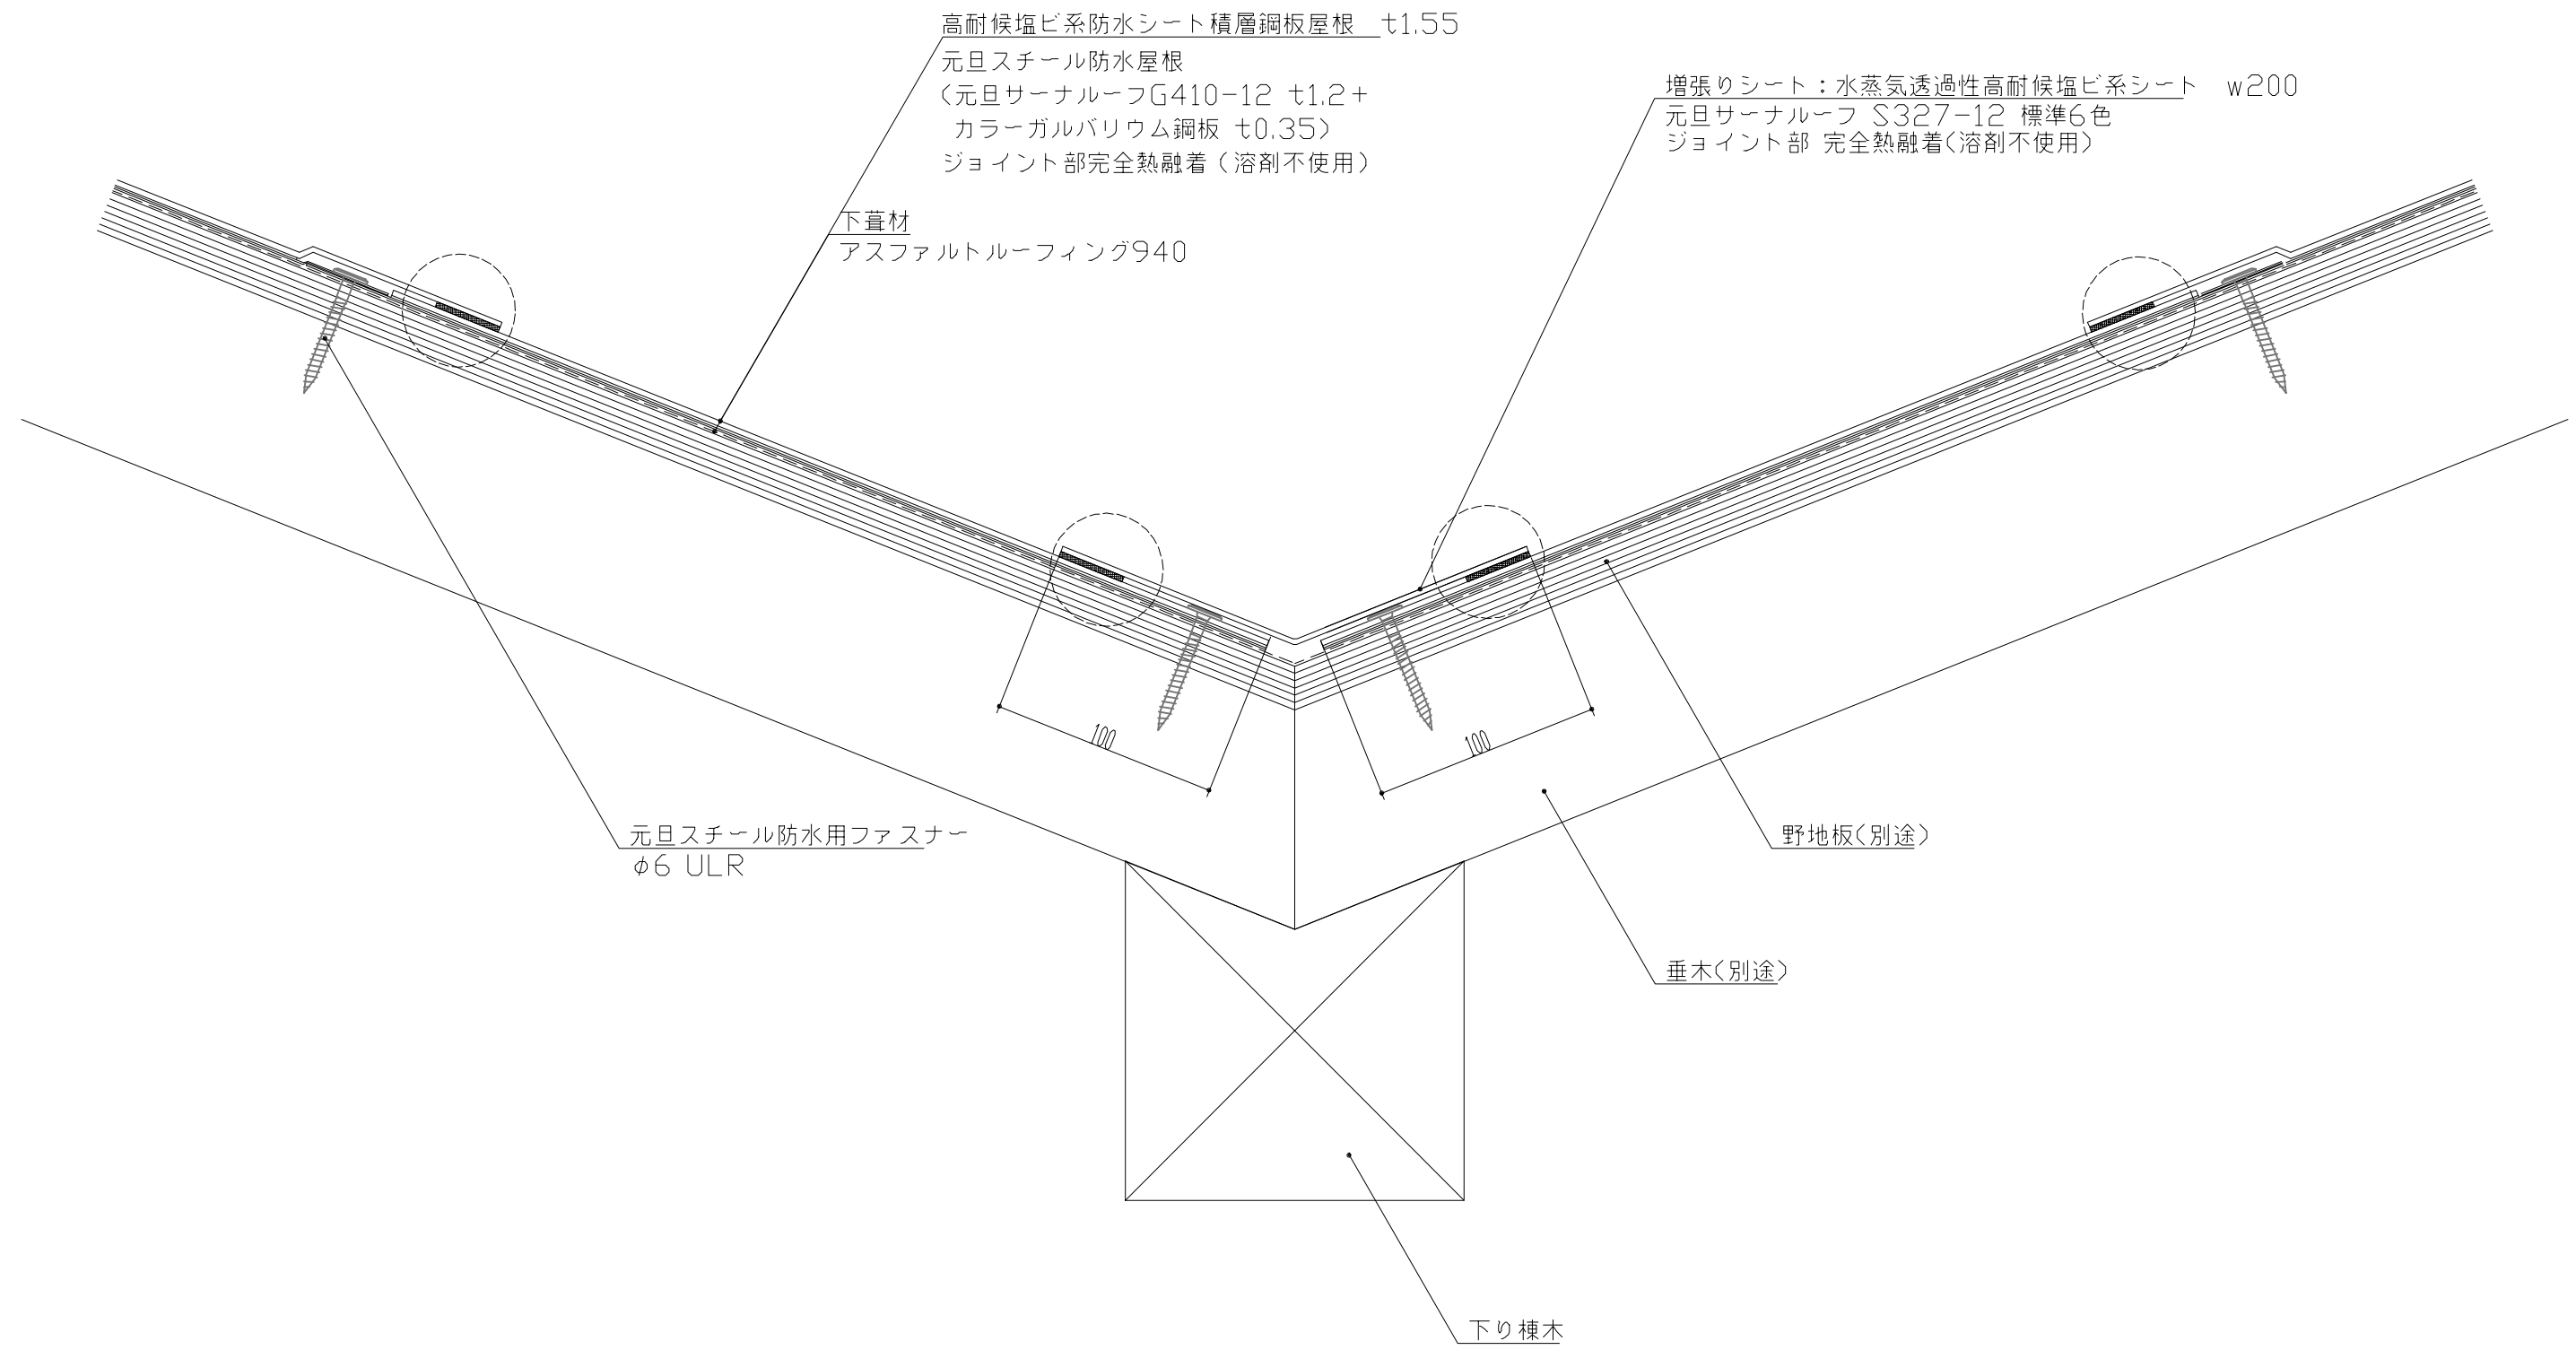 高耐候塩ビ系防水シート積層鋼板屋根 t1.55
元旦スチール防水屋根
(元旦サーナルーフG410-12 t1.2+
カラーガルバリウム鋼板 t0.35)
ジョイント部完全熱融着(溶剤不使用)
増張りシート:水蒸気透過性高耐候塩ビ系シート w200
元旦サーナルーフ S327-12 標準6色
ジョイント部 完全熱融着(溶剤不使用)
下葺材
アスファルトルーフィング940
100
100
元旦スチール防水用ファスナー
φ6 ULR
野地板(別途)
垂木(別途)
下り棟木